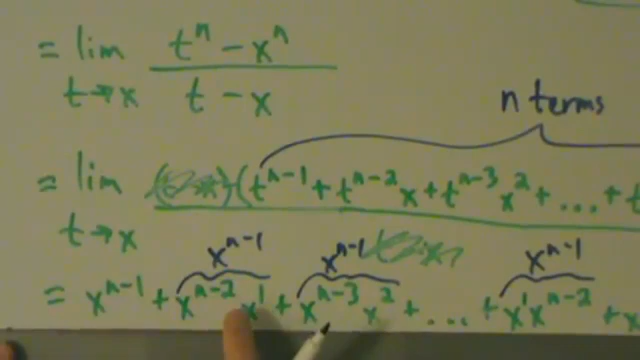 = lim tⁿ - xⁿ
t→x t - x
n terms
= lim (tⁿ⁻¹ + tⁿ⁻²x + tⁿ⁻³x² + ... + t
t→x
xⁿ⁻¹ xⁿ⁻¹ xⁿ⁻¹
= xⁿ⁻¹ + xⁿ⁻²x¹ + xⁿ⁻³x² + ... + x¹xⁿ⁻² + x